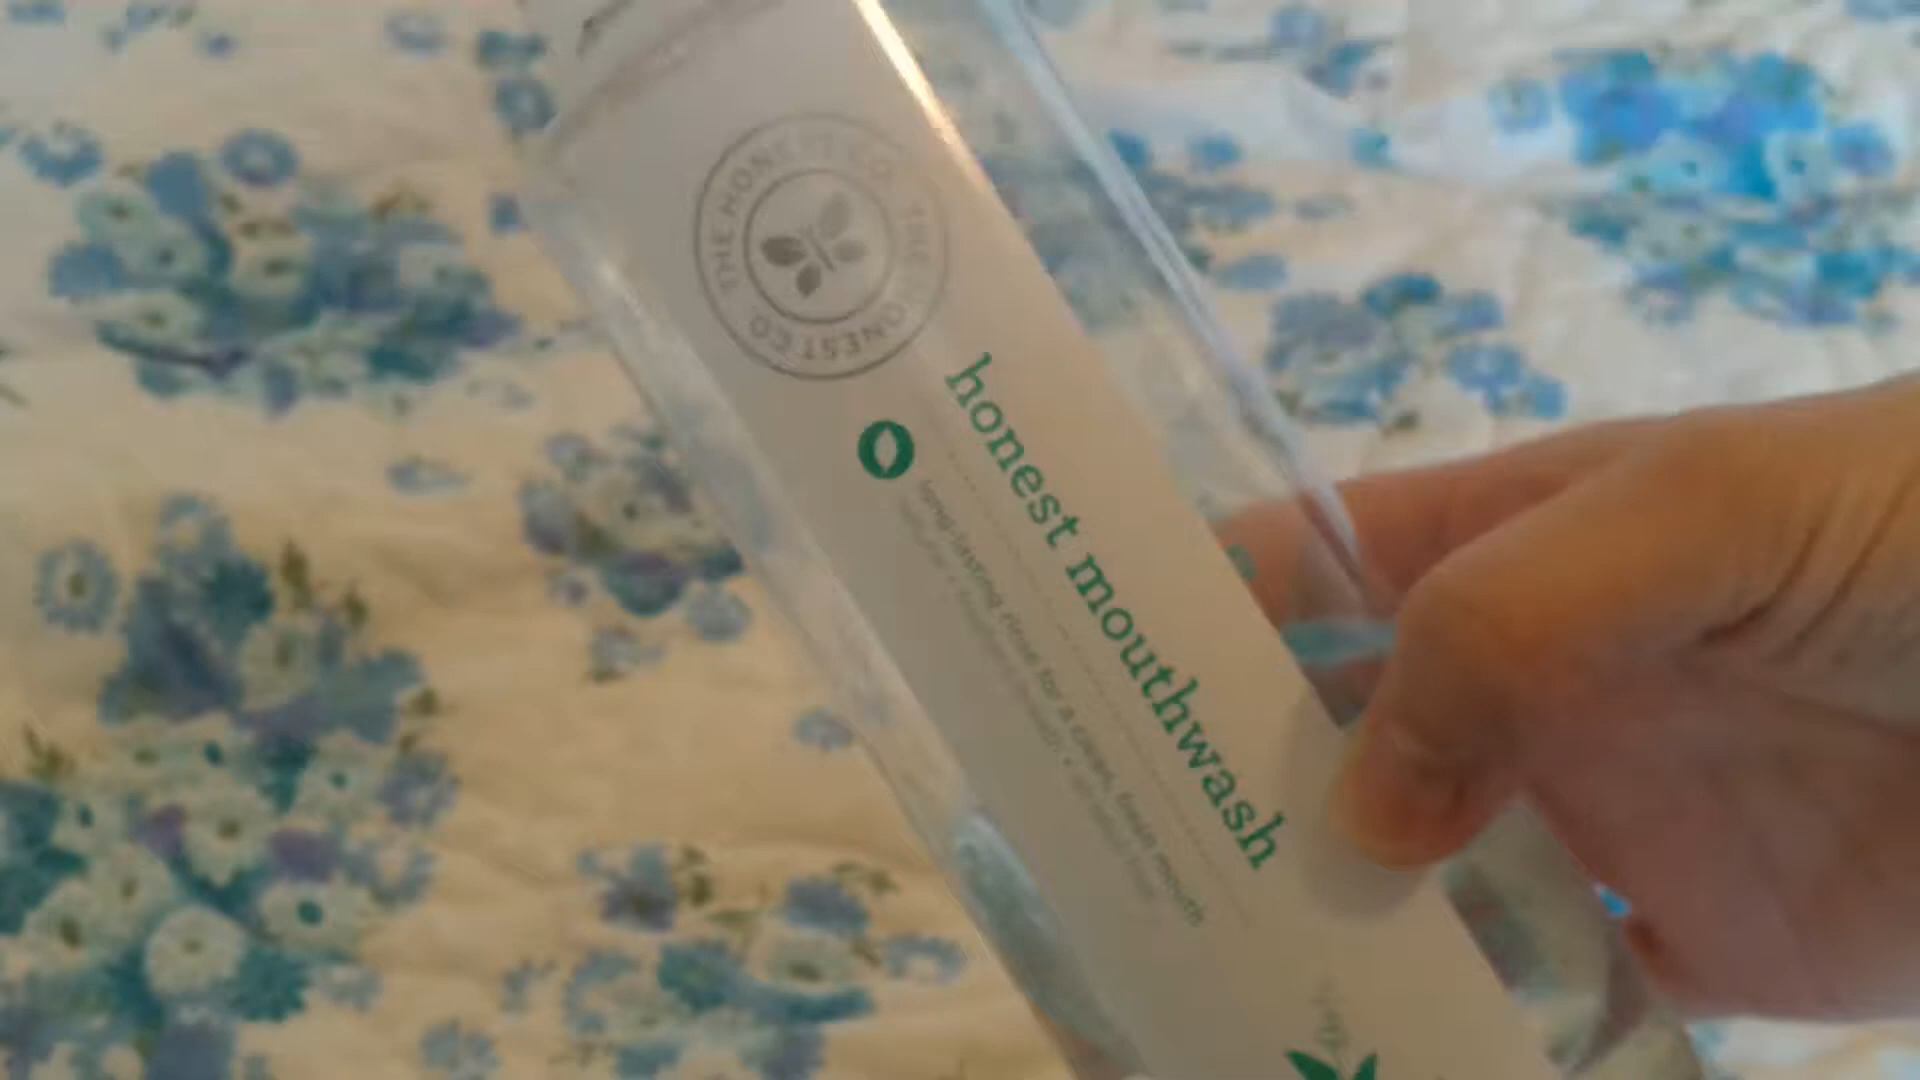 THE HONEST CO. THE HONEST CO.
honest mouthwash
long lasting rinse for a clean, fresh mouth